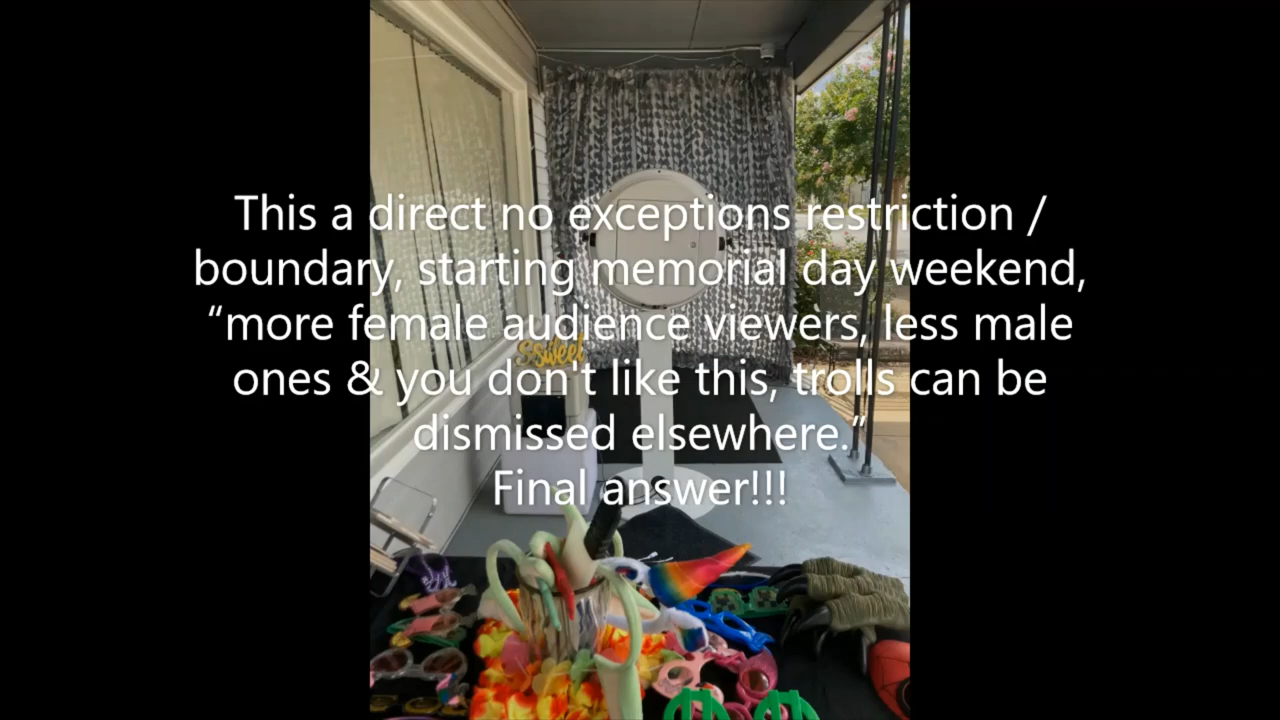 This a direct no exceptions restriction /
boundary, starting memorial day weekend,
“more female audience viewers, less male
ones & you don't like this, trolls can be
dismissed elsewhere.”
Final answer!!!
Sweet